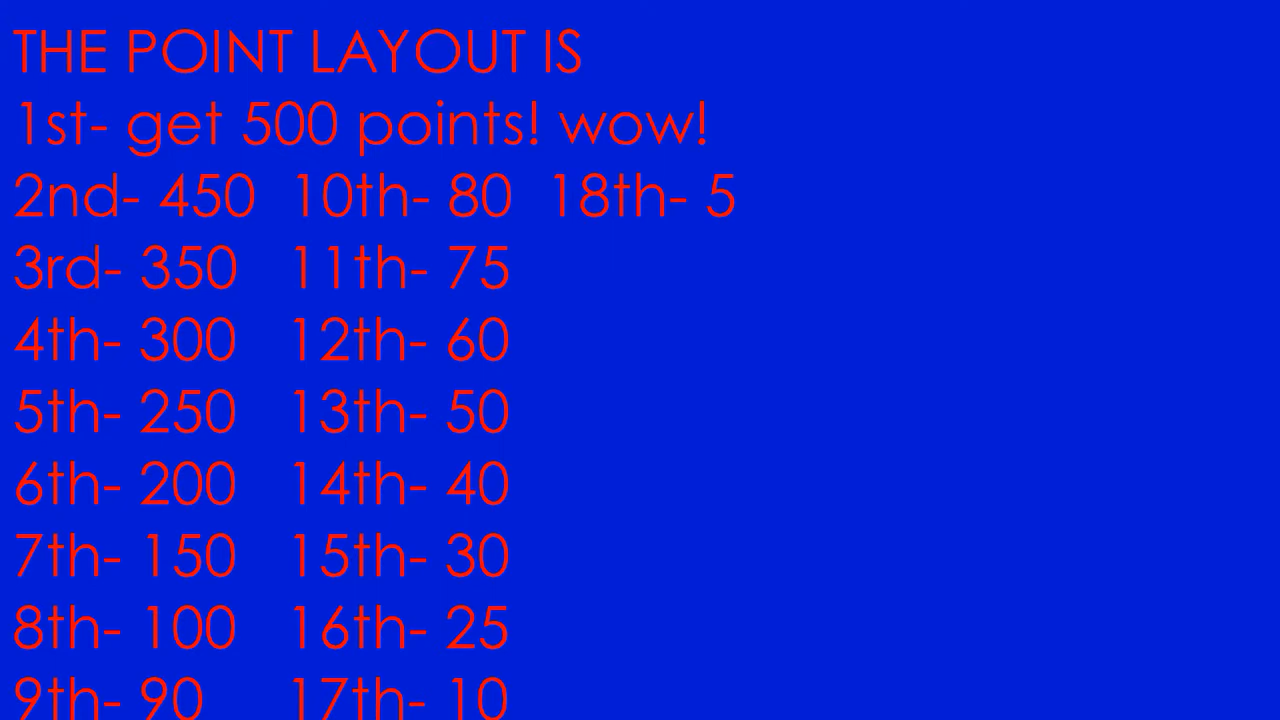 THE POINT LAYOUT IS
1st- get 500 points! wow!
2nd- 450 10th- 80 18th- 5
3rd- 350 11th- 75
4th- 300 12th- 60
5th- 250 13th- 50
6th- 200 14th- 40
7th- 150 15th- 30
8th- 100 16th- 25
9th- 90 17th- 10